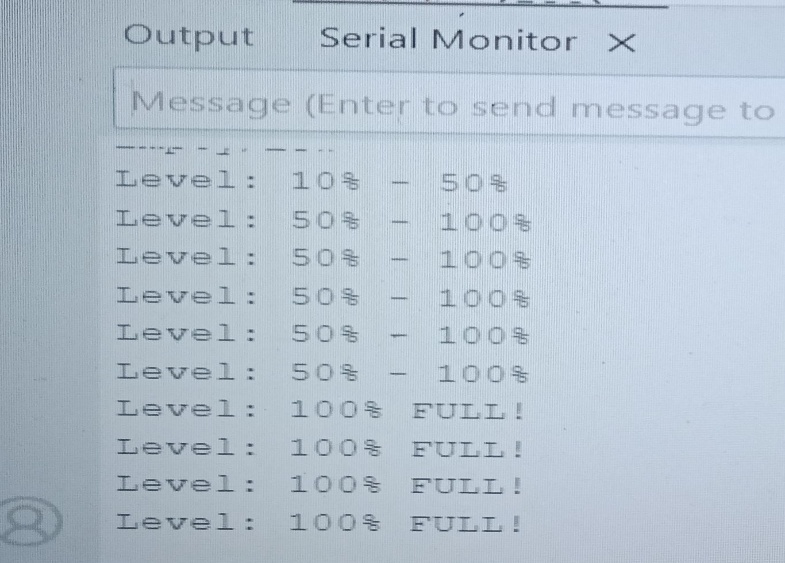 Output Serial Monitor X
Message (Enter to send message to
Level: 10% - 50%
Level: 50% - 100%
Level: 50% - 100%
Level: 50% - 100%
Level: 50% - 100%
Level: 50% - 100%
Level: 100% FULL!
Level: 100% FULL!
Level: 100% FULL!
Level: 100% FULL!